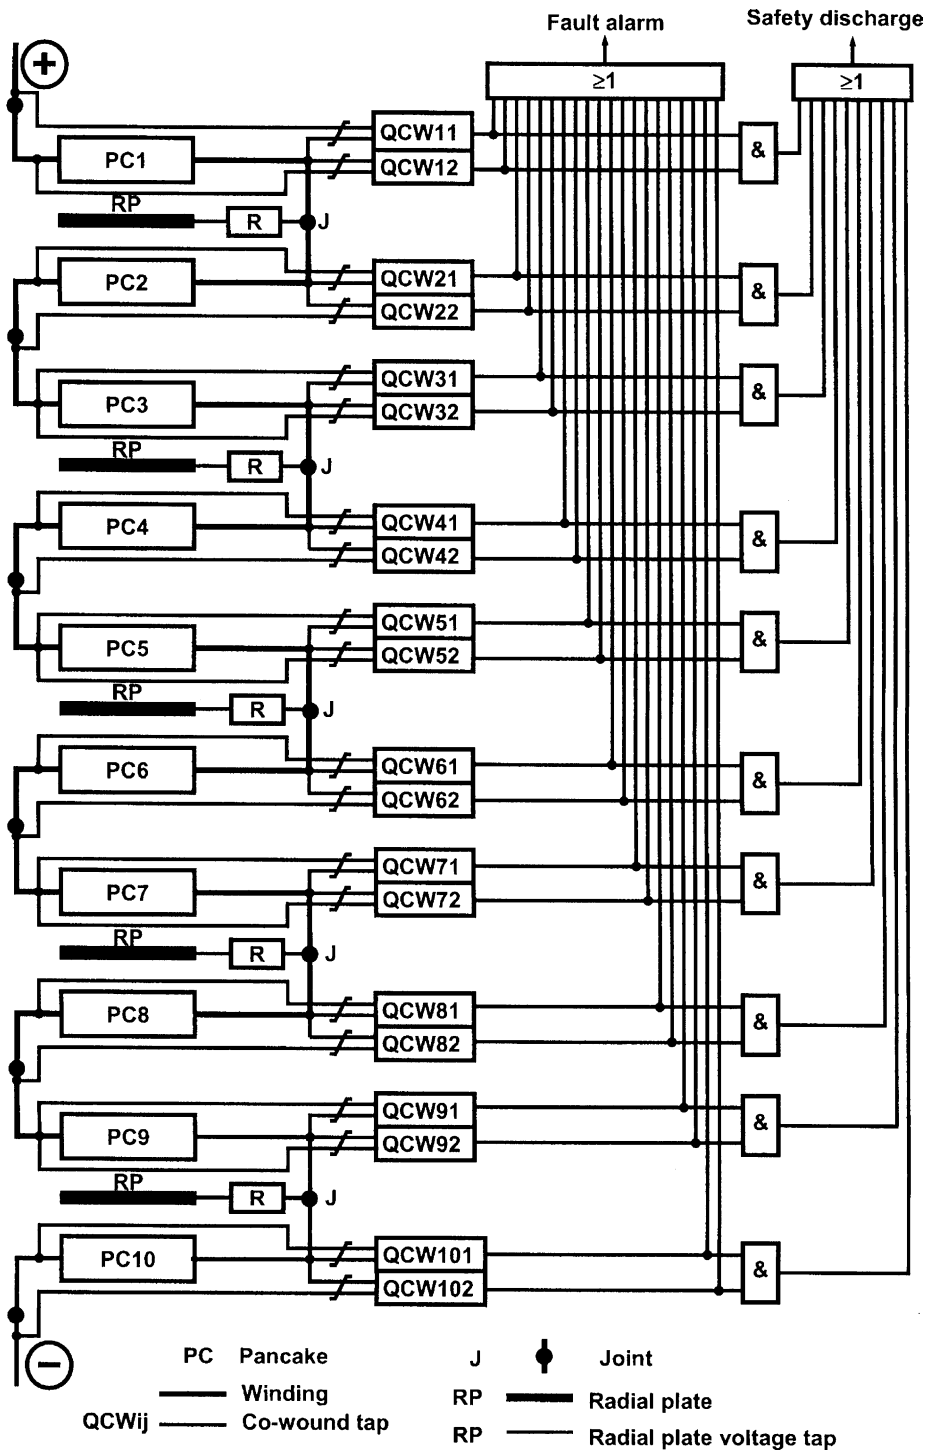 Fault alarm
Safety discharge
≥1
≥1
+
QCW11
PC1
QCW12
&
RP
R
J
PC2
QCW21
QCW22
&
QCW31
PC3
QCW32
&
RP
R
J
PC4
QCW41
QCW42
&
QCW51
PC5
QCW52
&
RP
R
J
PC6
QCW61
QCW62
&
QCW71
PC7
QCW72
&
RP
R
J
PC8
QCW81
QCW82
&
QCW91
PC9
QCW92
&
RP
R
J
PC10
QCW101
QCW102
&
−
PC Pancake
J Joint
Winding
RP Radial plate
QCWij Co-wound tap
RP Radial plate voltage tap